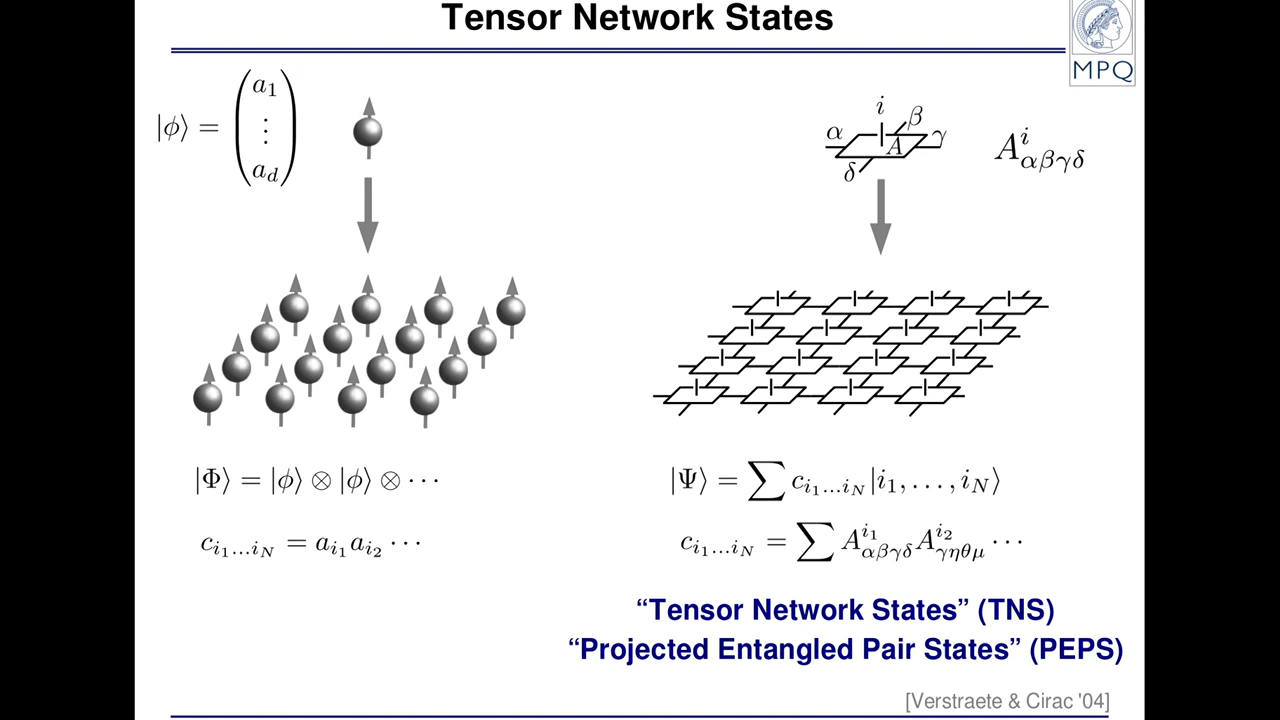 Tensor Network States
MPQ
|ϕ⟩ = (a₁ ⋮ a_d)
i
α β γ
A
δ
A^i_{αβγδ}
|Φ⟩ = |ϕ⟩ ⊗ |ϕ⟩ ⊗ ⋯
c_{i₁…i_N} = a_{i₁} a_{i₂} ⋯
|Ψ⟩ = ∑ c_{i₁…i_N} |i₁, …, i_N⟩
c_{i₁…i_N} = ∑ A^{i₁}_{αβγδ} A^{i₂}_{γηθμ} ⋯
“Tensor Network States” (TNS)
“Projected Entangled Pair States” (PEPS)
[Verstraete & Cirac '04]